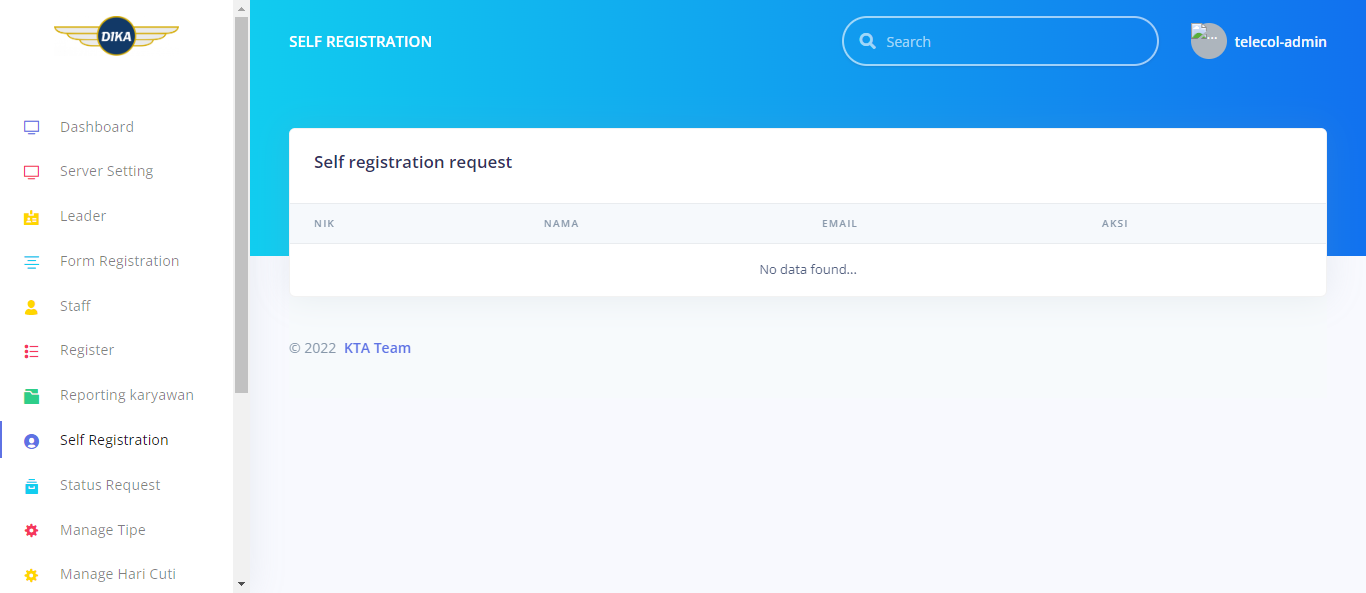 DIKA
SELF REGISTRATION
Search
telecol-admin
Dashboard
Server Setting
Leader
Form Registration
Staff
Register
Reporting karyawan
Self Registration
Status Request
Manage Tipe
Manage Hari Cuti
Self registration request
NIK NAMA EMAIL AKSI
No data found...
© 2022 KTA Team